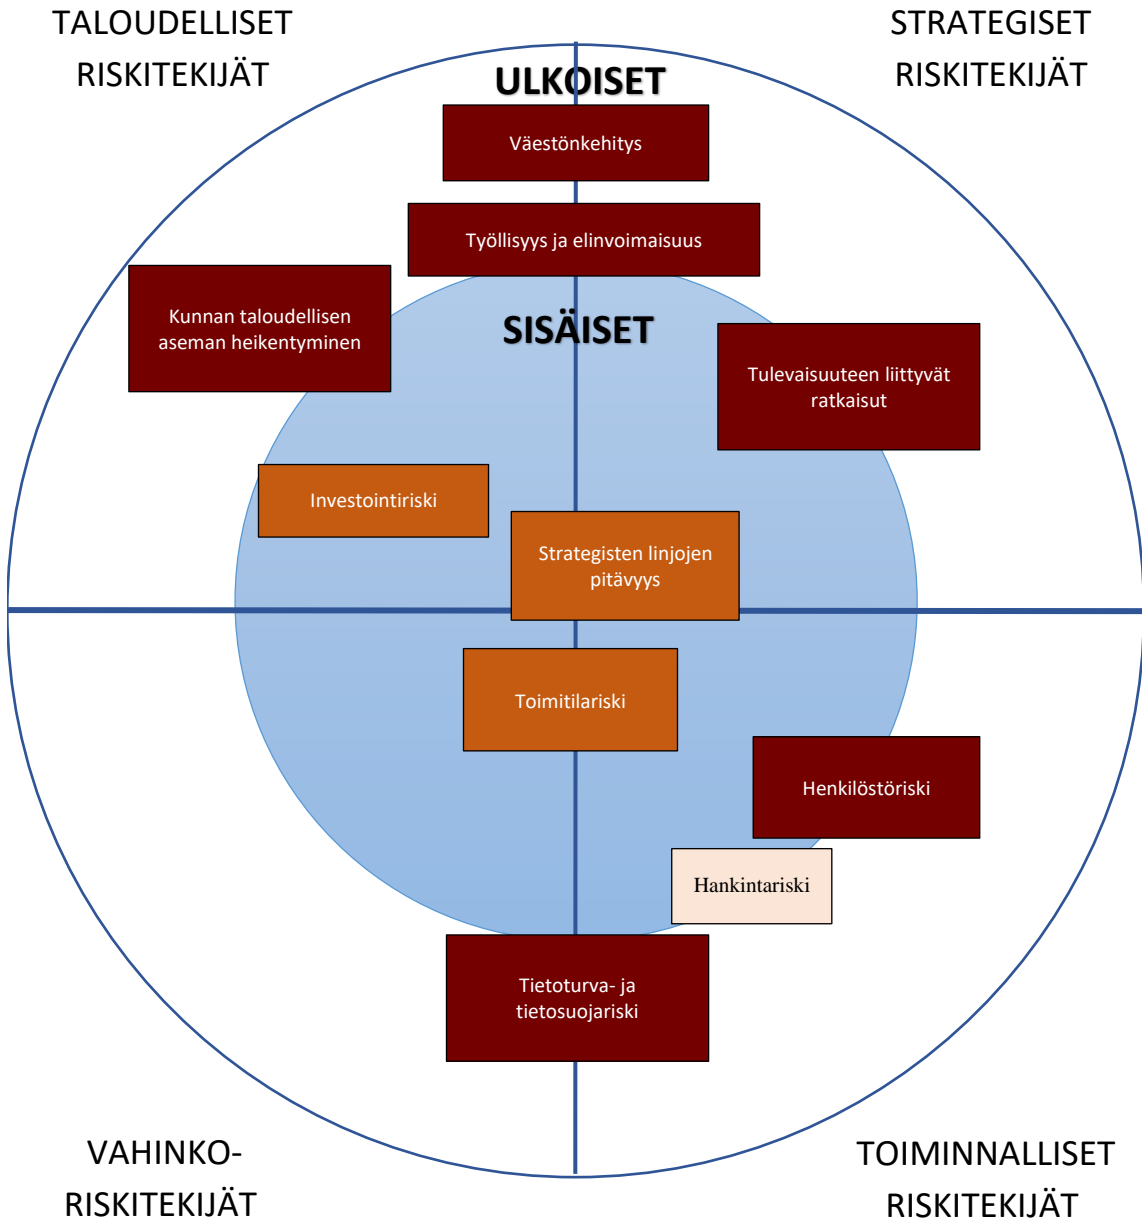 TALOUDELLISET
RISKITEKIJÄT
STRATEGISET
RISKITEKIJÄT
ULKOISET
Väestönkehitys
Työllisyys ja elinvoimaisuus
Kunnan taloudellisen
aseman heikentyminen
SISÄISET
Tulevaisuuteen liittyvät
ratkaisut
Investointiriski
Strategisten linjojen
pitävyys
Toimitilariski
Henkilöstöriski
Hankintariski
Tietoturva- ja
tietosuojariski
VAHINKO-
RISKITEKIJÄT
TOIMINNALLISET
RISKITEKIJÄT